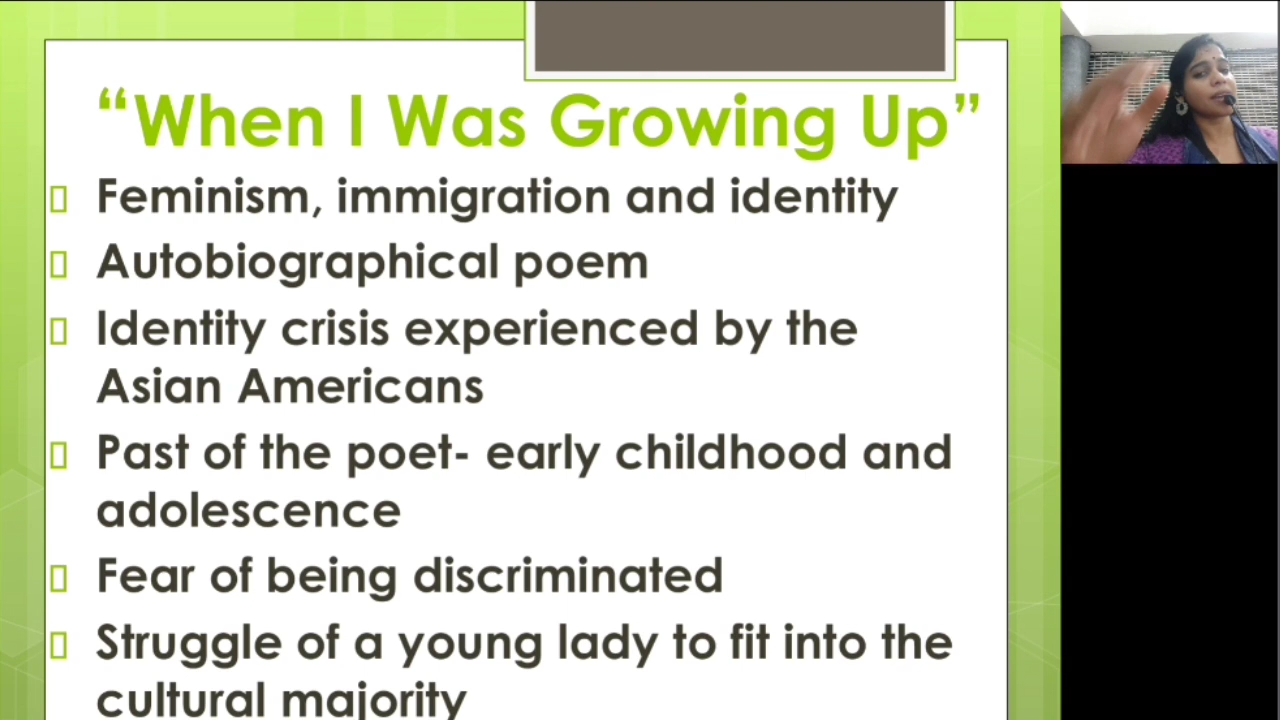 “When I Was Growing Up”
Feminism, immigration and identity
Autobiographical poem
Identity crisis experienced by the
Asian Americans
Past of the poet- early childhood and
adolescence
Fear of being discriminated
Struggle of a young lady to fit into the
cultural majority